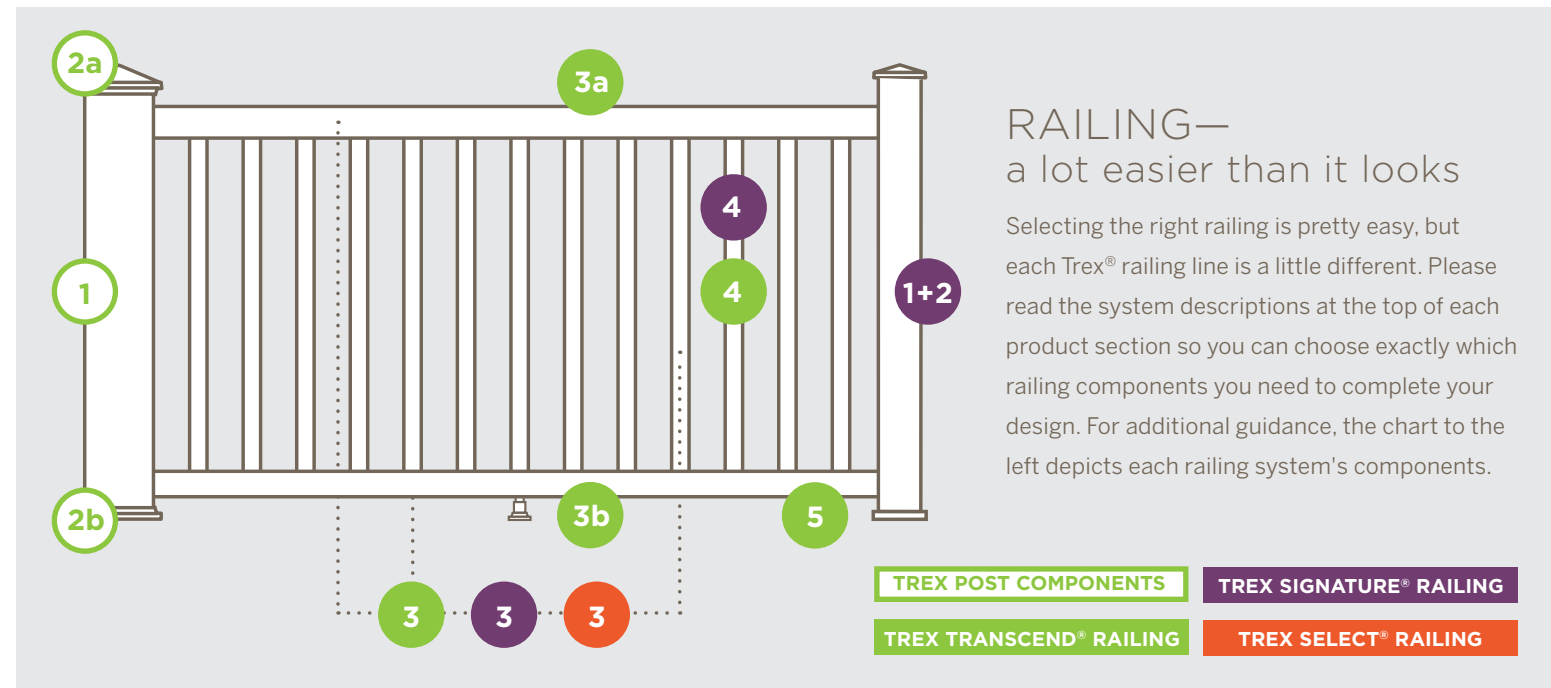 2a
3a
4
1
4
1+2
2b
3b
5
3 3 3
RAILING—
a lot easier than it looks
Selecting the right railing is pretty easy, but
each Trex® railing line is a little different. Please
read the system descriptions at the top of each
product section so you can choose exactly which
railing components you need to complete your
design. For additional guidance, the chart to the
left depicts each railing system's components.
TREX POST COMPONENTS
TREX SIGNATURE® RAILING
TREX TRANSCEND® RAILING
TREX SELECT® RAILING